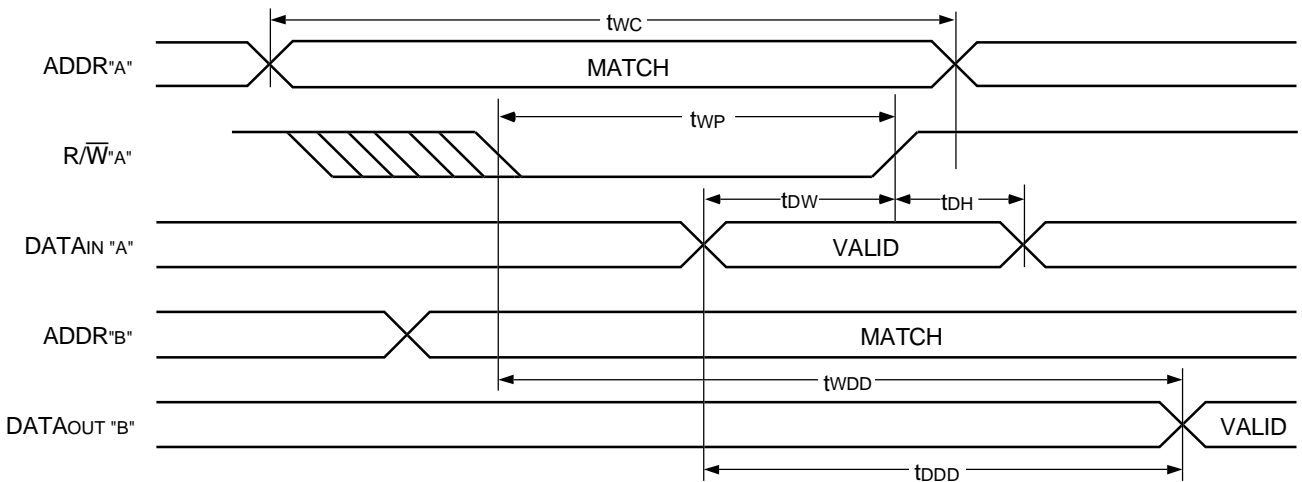 tWC
ADDR"A"
MATCH
tWP
R/W̅"A"
tDW
tDH
DATAIN "A"
VALID
ADDR"B"
MATCH
tWDD
DATAOUT "B"
VALID
tDDD